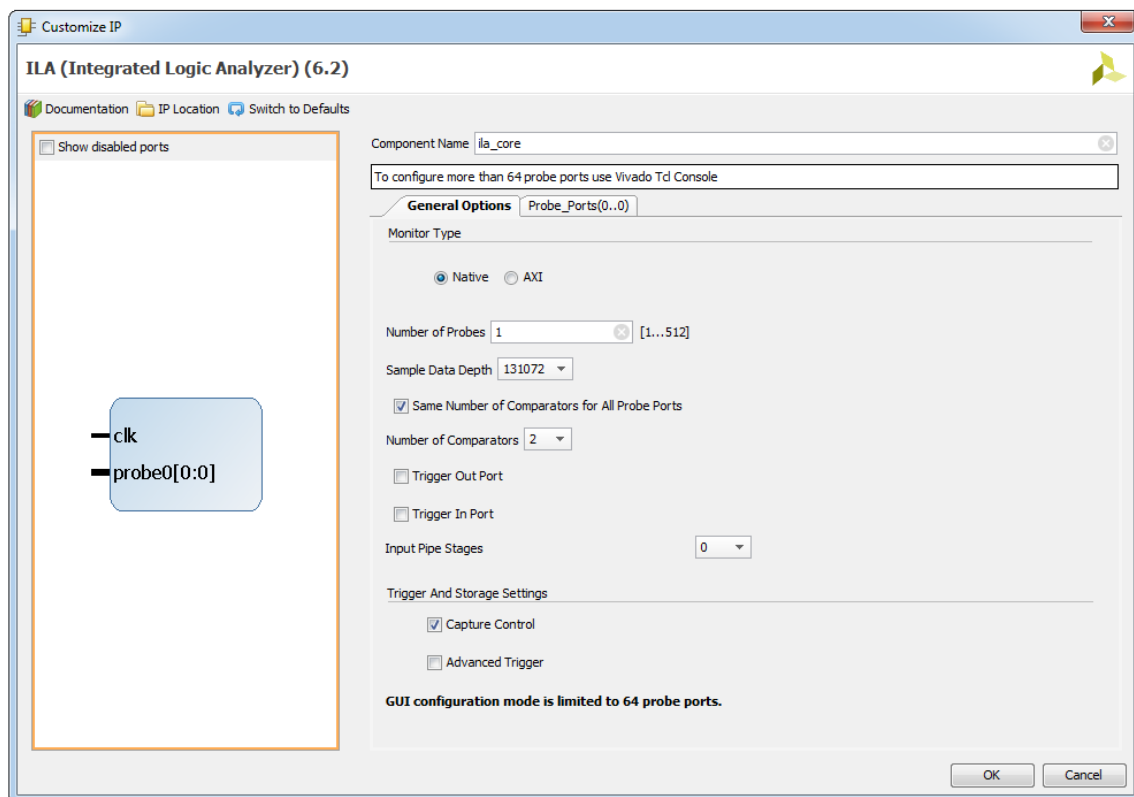 Customize IP
ILA (Integrated Logic Analyzer) (6.2)
Documentation IP Location Switch to Defaults
Show disabled ports
clk
probe0[0:0]
Component Name ila_core
To configure more than 64 probe ports use Vivado Tcl Console
General Options Probe_Ports(0..0)
Monitor Type
Native AXI
Number of Probes 1 [1...512]
Sample Data Depth 131072
Same Number of Comparators for All Probe Ports
Number of Comparators 2
Trigger Out Port
Trigger In Port
Input Pipe Stages 0
Trigger And Storage Settings
Capture Control
Advanced Trigger
GUI configuration mode is limited to 64 probe ports.
OK Cancel